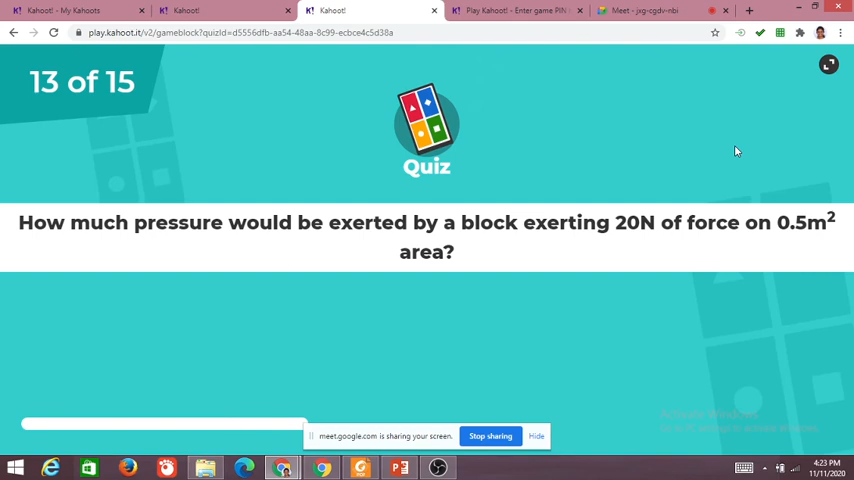 Kahoot! - My Kahoots
Kahoot!
Kahoot!
Play Kahoot! - Enter game PIN
Meet - jxg-cgdv-nbi
play.kahoot.it/v2/gameblock?quizId=d5556dfb-aa54-48aa-8c99-ecbce4c5d38a
13 of 15
Quiz
How much pressure would be exerted by a block exerting 20N of force on 0.5m²
area?
Activate Windows
meet.google.com is sharing your screen.
Stop sharing
Hide
4:23 PM
11/11/2020